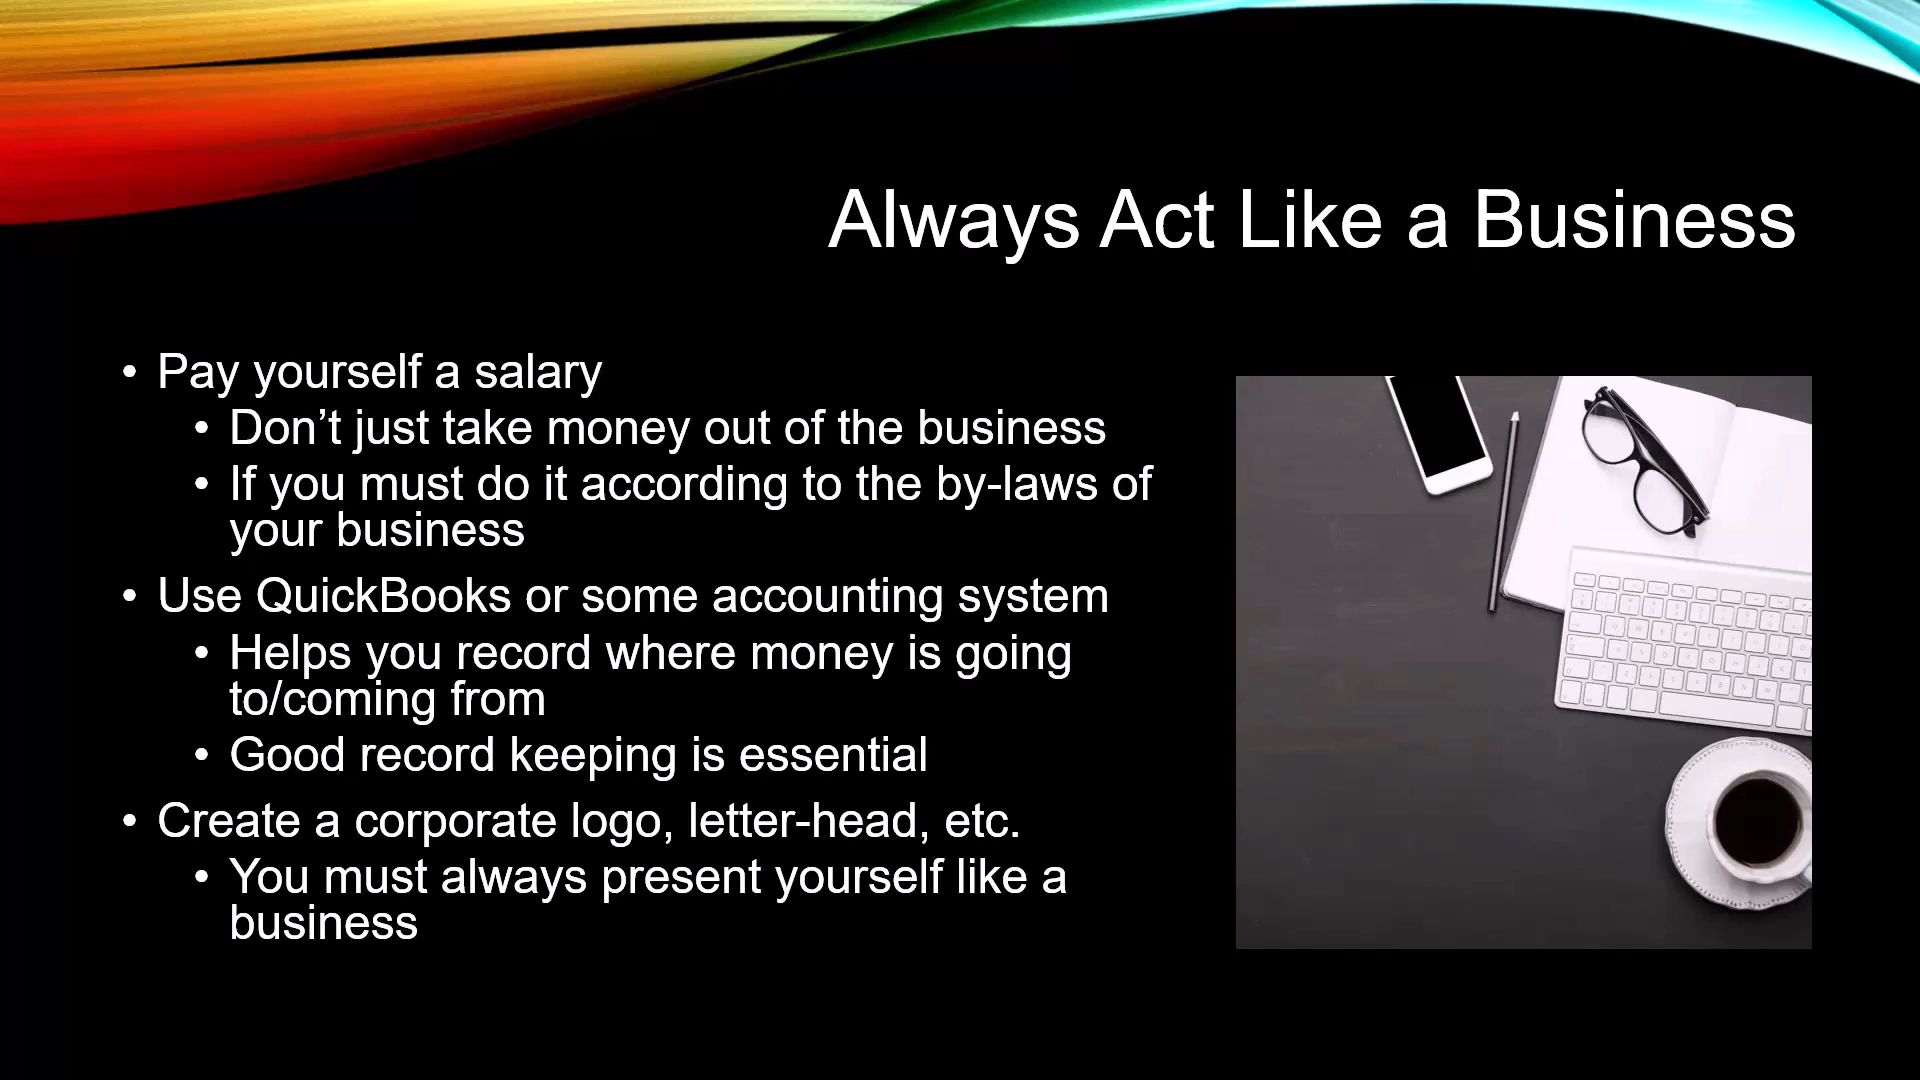 Always Act Like a Business
• Pay yourself a salary
• Don’t just take money out of the business
• If you must do it according to the by-laws of
your business
• Use QuickBooks or some accounting system
• Helps you record where money is going
to/coming from
• Good record keeping is essential
• Create a corporate logo, letter-head, etc.
• You must always present yourself like a
business